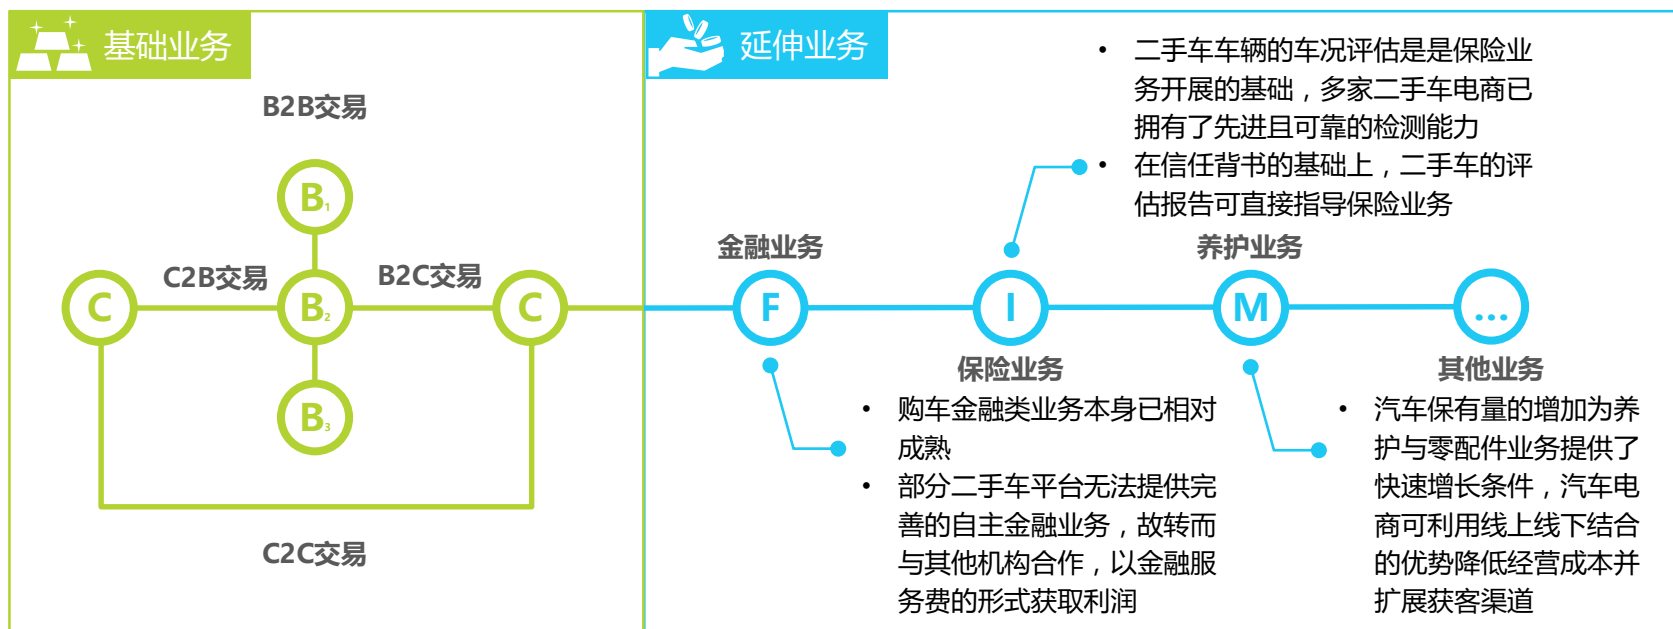 基础业务
B2B交易
B₁
C2B交易
B2C交易
C
B₂
C
B₃
C2C交易
延伸业务
• 二手车车辆的车况评估是是保险业
务开展的基础，多家二手车电商已
拥有了先进且可靠的检测能力
• 在信任背书的基础上，二手车的评
估报告可直接指导保险业务
金融业务
养护业务
F
I
M
...
保险业务
其他业务
• 购车金融类业务本身已相对
成熟
• 部分二手车平台无法提供完
善的自主金融业务，故转而
与其他机构合作，以金融服
务费的形式获取利润
• 汽车保有量的增加为养
护与零配件业务提供了
快速增长条件，汽车电
商可利用线上线下结合
的优势降低经营成本并
扩展获客渠道